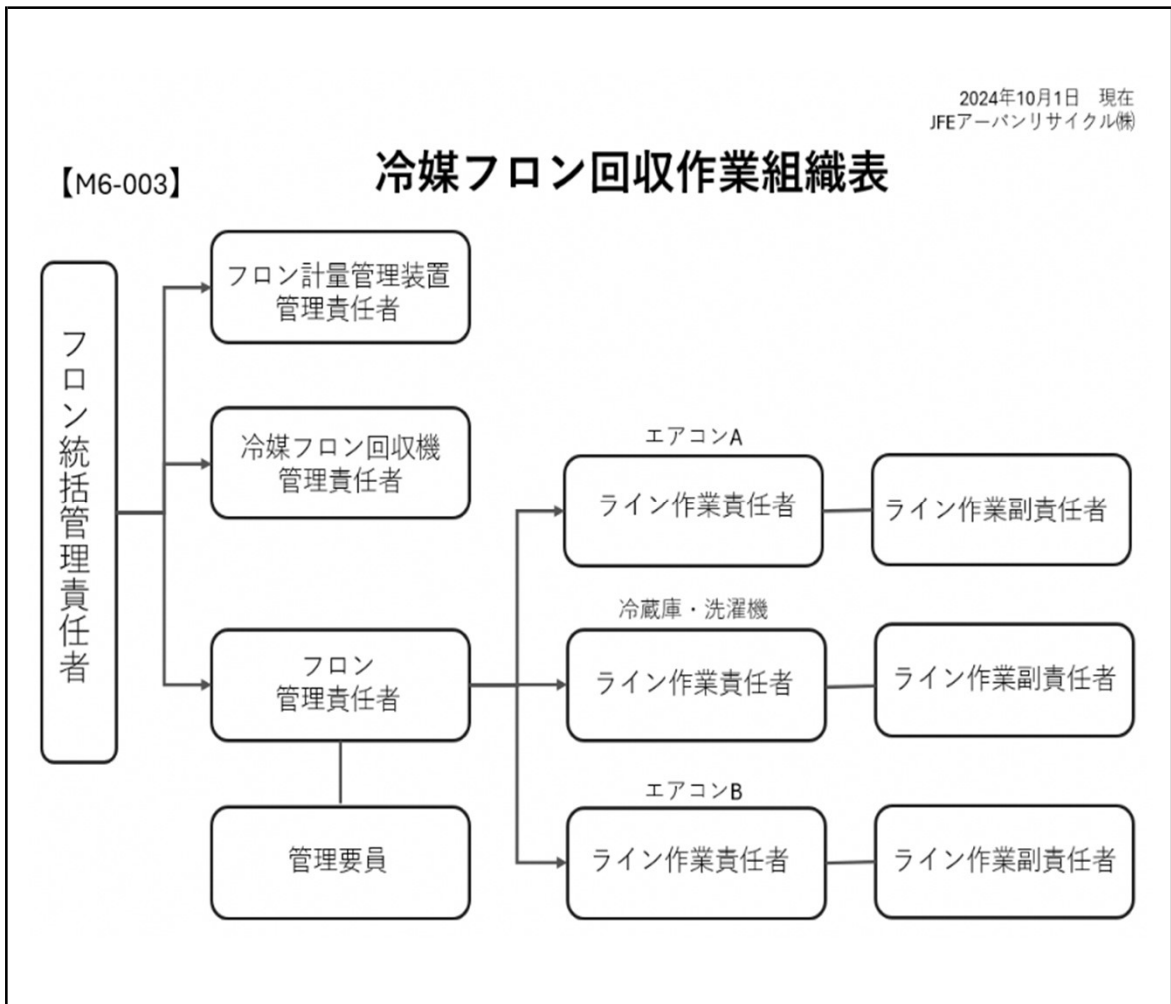 2024年10月1日　現在
JFEアーバンリサイクル㈱
【M6-003】
冷媒フロン回収作業組織表
フロン統括管理責任者
フロン計量管理装置
管理責任者
冷媒フロン回収機
管理責任者
フロン
管理責任者
管理要員
エアコンA
ライン作業責任者
ライン作業副責任者
冷蔵庫・洗濯機
ライン作業責任者
ライン作業副責任者
エアコンB
ライン作業責任者
ライン作業副責任者